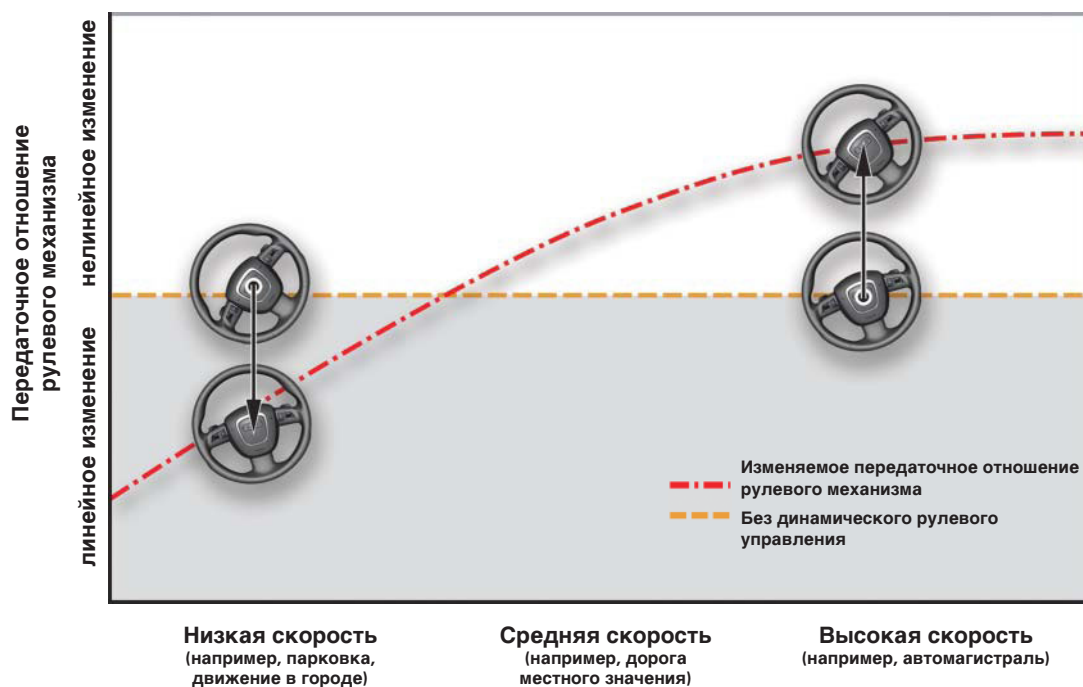 Передаточное отношение
рулевого механизма
нелинейное изменение
линейное изменение
Изменяемое передаточное отношение
рулевого механизма
Без динамического рулевого
управления
Низкая скорость
(например, парковка,
движение в городе)
Средняя скорость
(например, дорога
местного значения)
Высокая скорость
(например, автомагистраль)